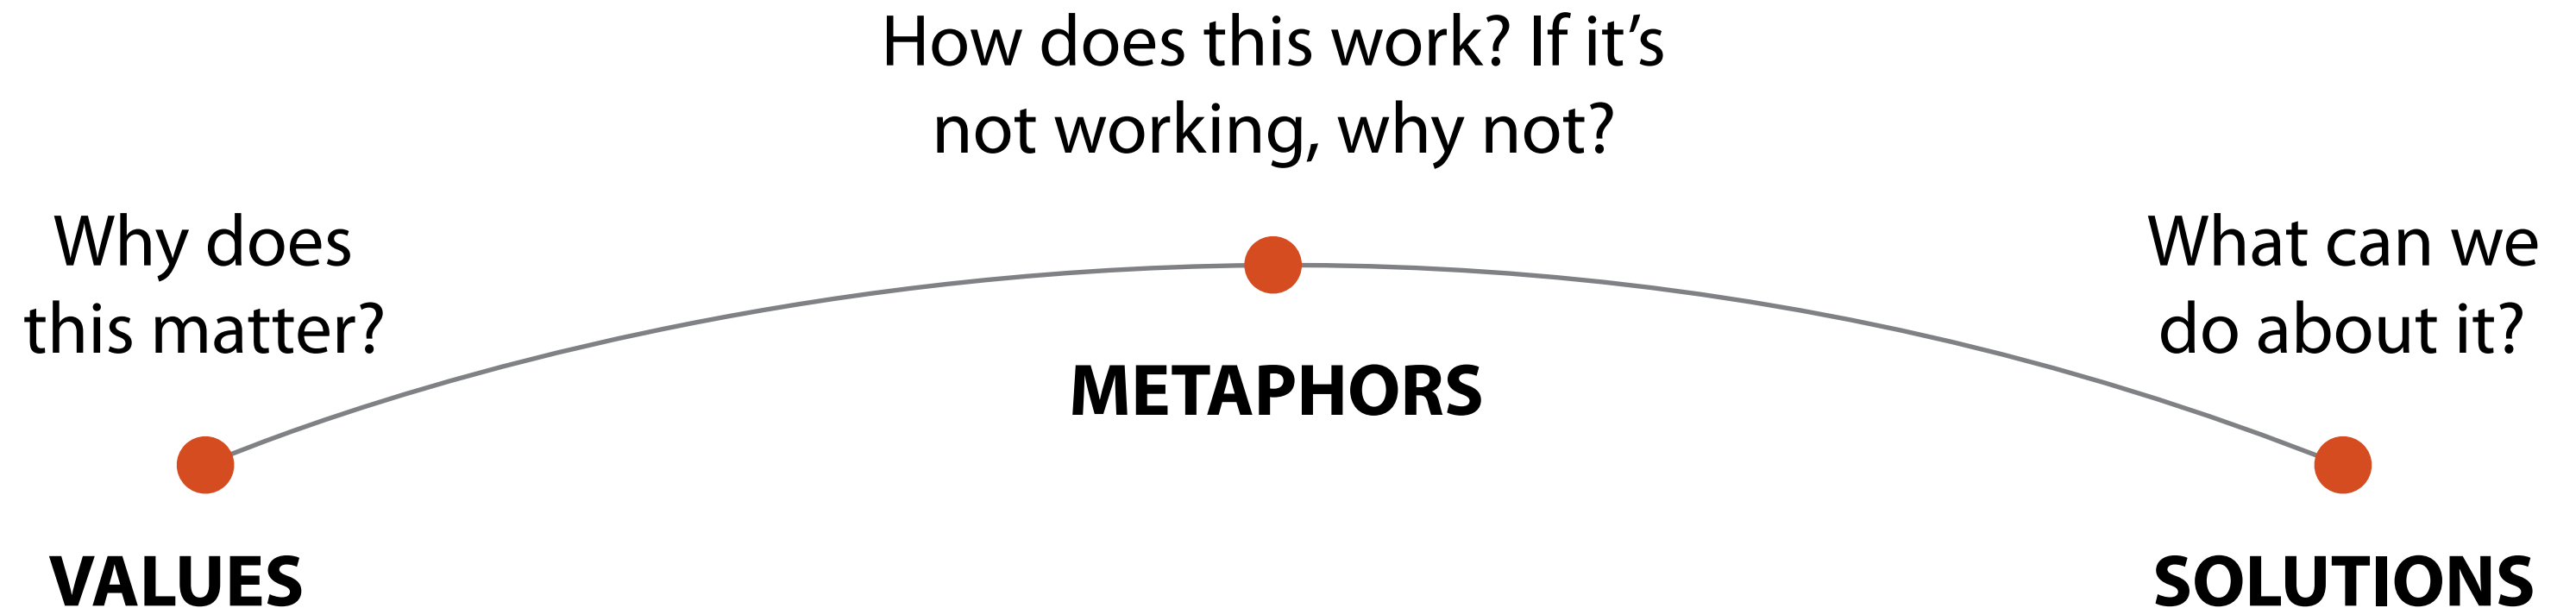 How does this work? If it’s
not working, why not?
Why does
this matter?
What can we
do about it?
METAPHORS
VALUES
SOLUTIONS